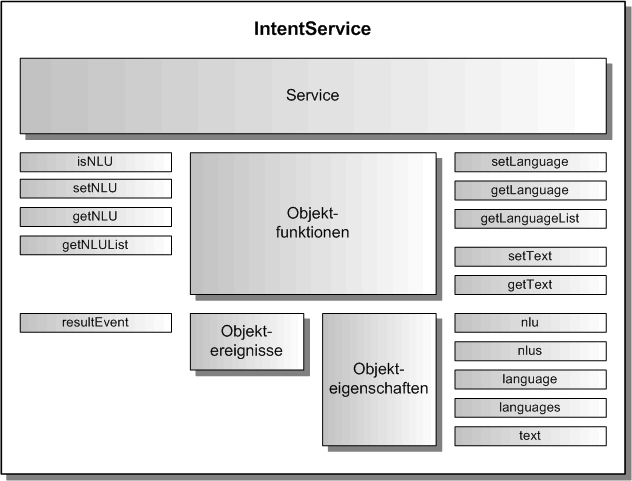 IntentService
Service
isNLU
setNLU
getNLU
getNLUList
Objekt-
funktionen
setLanguage
getLanguage
getLanguageList
setText
getText
resultEvent
Objekt-
ereignisse
Objekt-
eigenschaften
nlu
nlus
language
languages
text